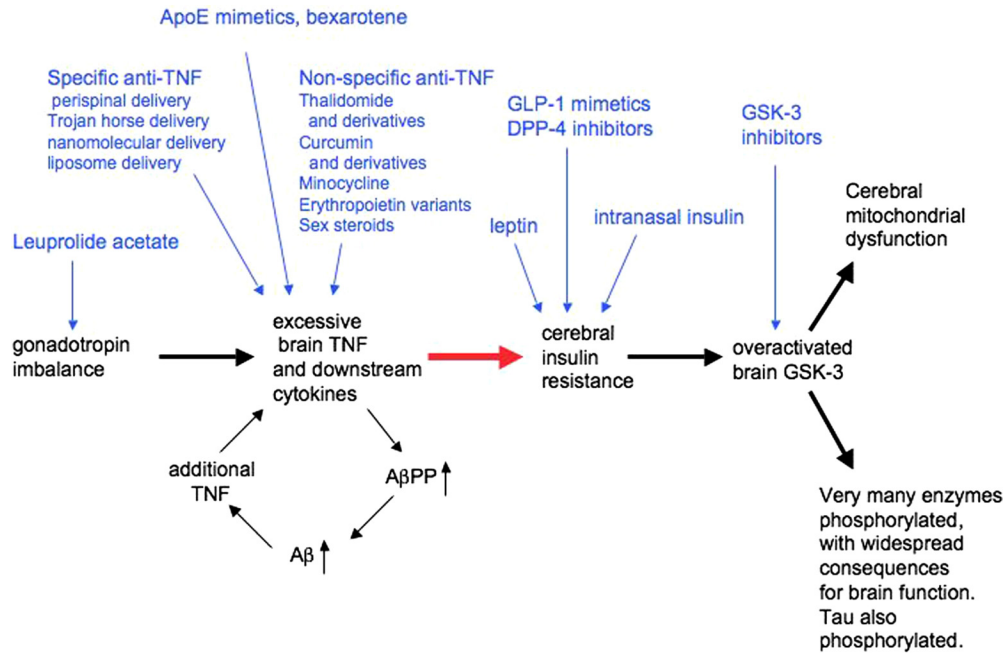 ApoE mimetics, bexarotene
Specific anti-TNF
perispinal delivery
Trojan horse delivery
nanomolecular delivery
liposome delivery
Non-specific anti-TNF
Thalidomide
and derivatives
Curcumin
and derivatives
Minocycline
Erythropoietin variants
Sex steroids
GLP-1 mimetics
DPP-4 inhibitors
GSK-3
inhibitors
Leuprolide acetate
leptin
intranasal insulin
Cerebral
mitochondrial
dysfunction
gonadotropin
imbalance
excessive
brain TNF
and downstream
cytokines
cerebral
insulin
resistance
overactivated
brain GSK-3
additional
TNF
AβPP
Aβ
Very many enzymes
phosphorylated,
with widespread
consequences
for brain function.
Tau also
phosphorylated.